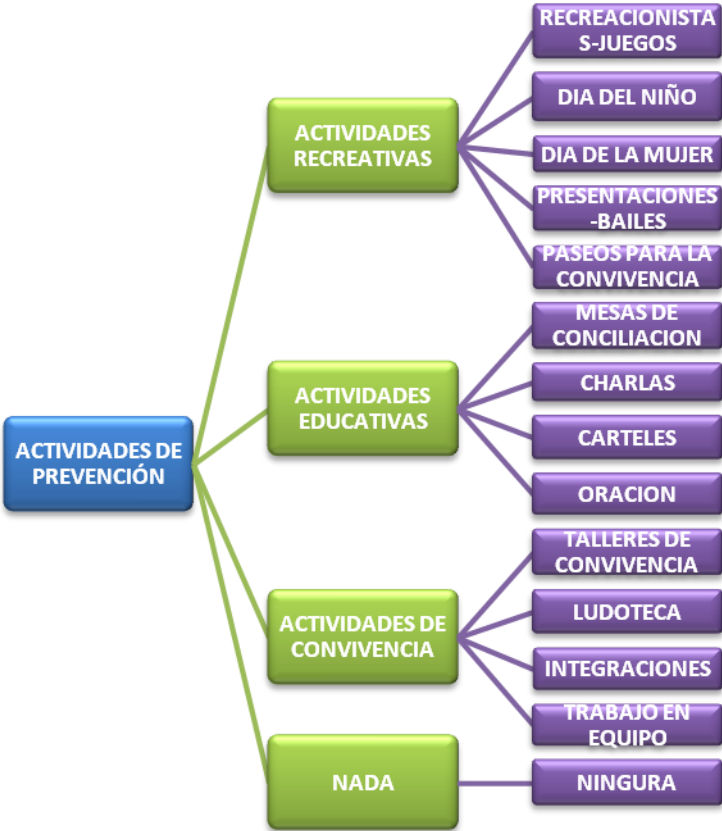 ACTIVIDADES DE
PREVENCIÓN
ACTIVIDADES
RECREATIVAS
RECREACIONISTA
S-JUEGOS
DIA DEL NIÑO
DIA DE LA MUJER
PRESENTACIONES
-BAILES
PASEOS PARA LA
CONVIVENCIA
ACTIVIDADES
EDUCATIVAS
MESAS DE
CONCILIACION
CHARLAS
CARTELES
ORACION
ACTIVIDADES DE
CONVIVENCIA
TALLERES DE
CONVIVENCIA
LUDOTECA
INTEGRACIONES
TRABAJO EN
EQUIPO
NADA
NINGURA